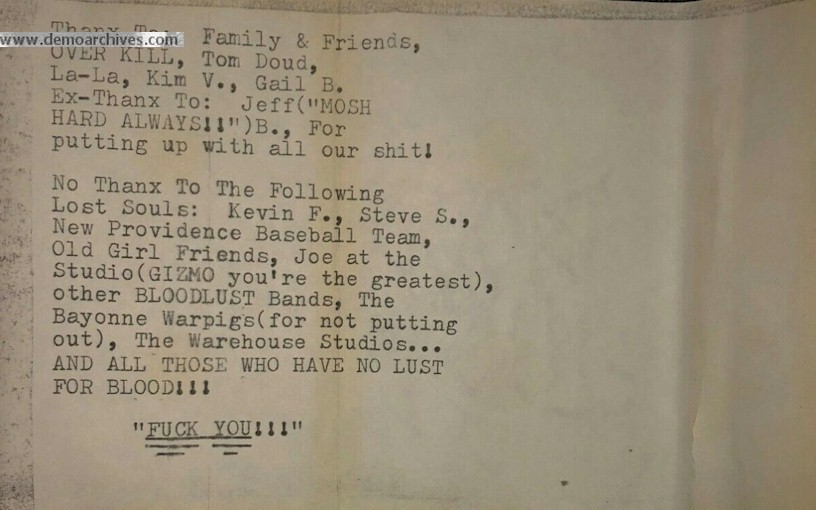 Thanx To: Family & Friends,
www.demoarchives.com
OVER KILL, Tom Doud,
La-La, Kim V., Gail B.
Ex-Thanx To: Jeff("MOSH
HARD ALWAYS!!")B., For
putting up with all our shit!
No Thanx To The Following
Lost Souls: Kevin F., Steve S.,
New Providence Baseball Team,
Old Girl Friends, Joe at the
Studio(GIZMO you're the greatest),
other BLOODLUST Bands, The
Bayonne Warpigs(for not putting
out), The Warehouse Studios...
AND ALL THOSE WHO HAVE NO LUST
FOR BLOOD!!!
"FUCK YOU!!!"